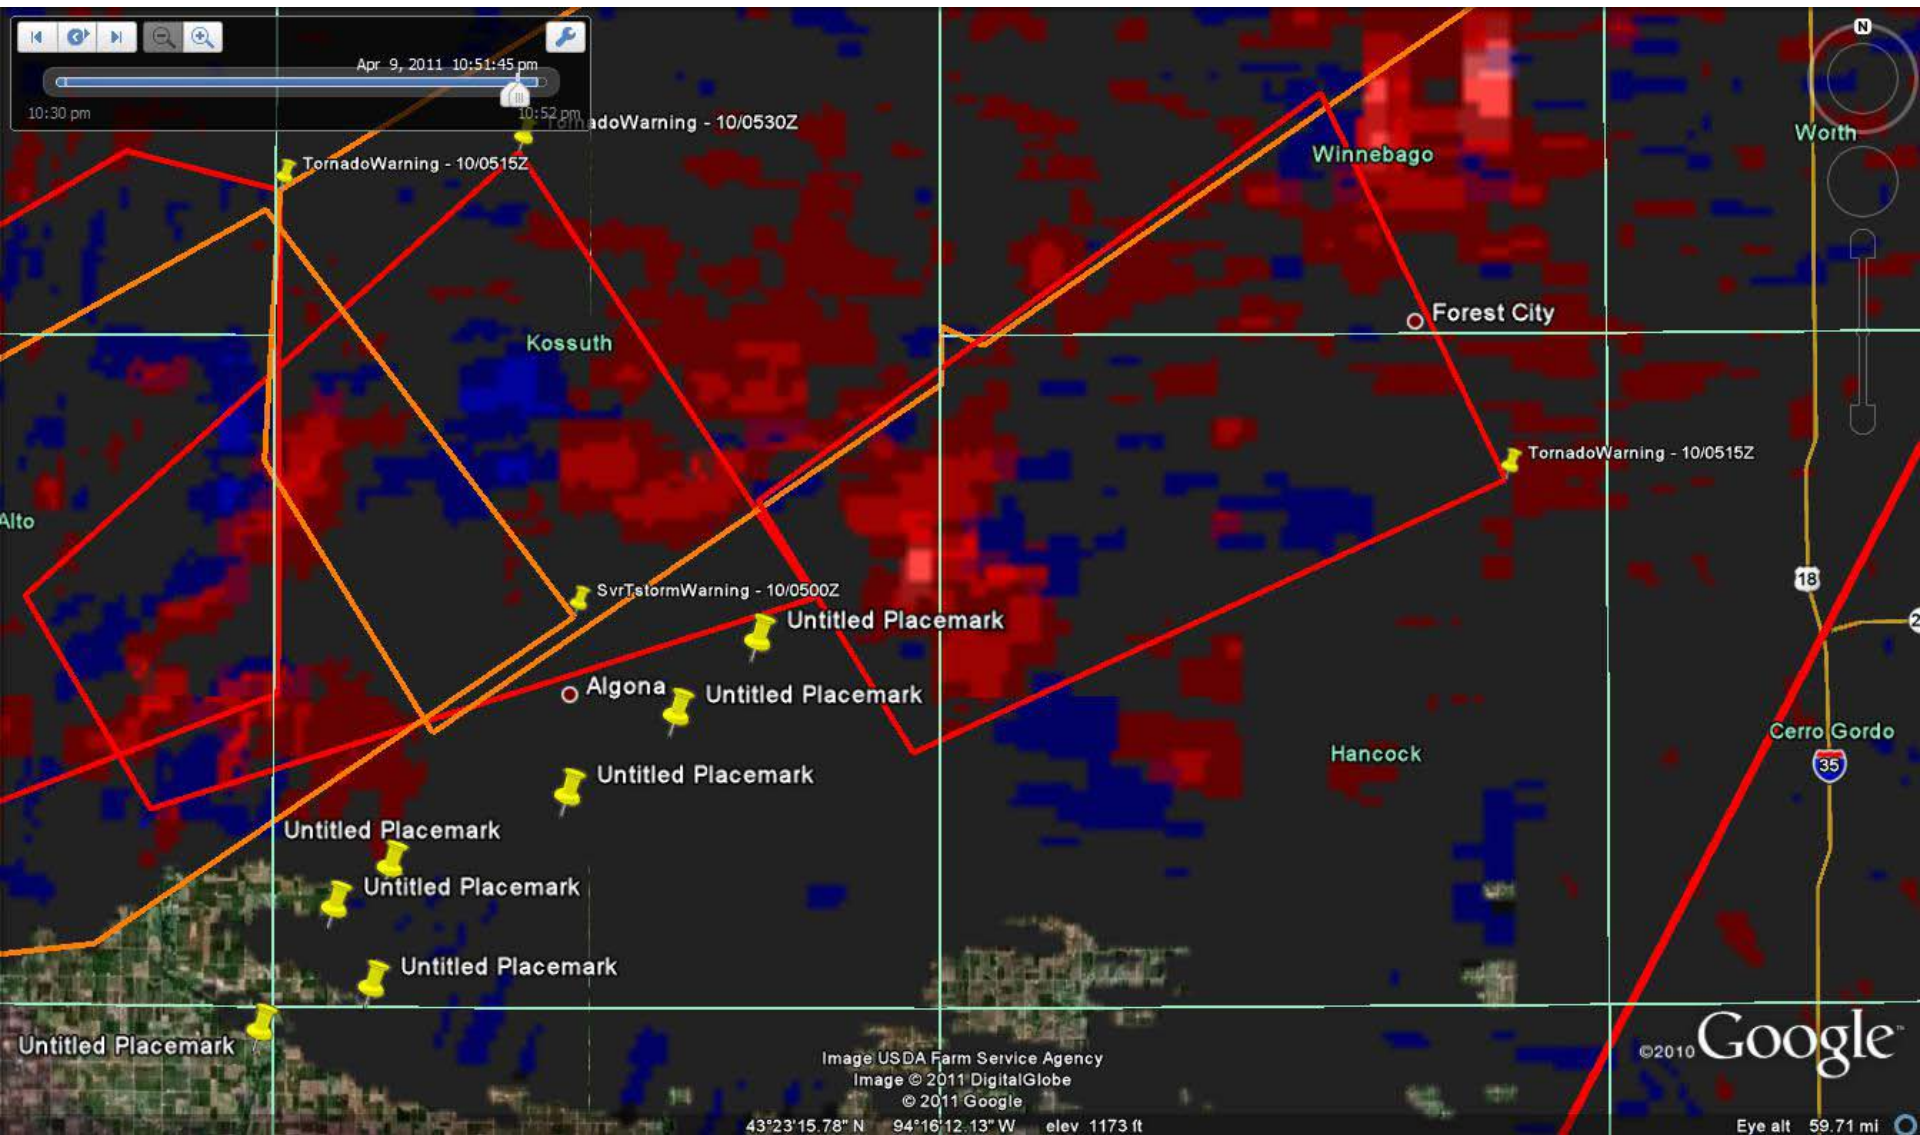 N
Apr 9, 2011 10:51:45 pm
10:30 pm
10:52 pm
TornadoWarning - 10/0530Z
TornadoWarning - 10/0515Z
Winnebago
Worth
Forest City
Kossuth
TornadoWarning - 10/0515Z
Alto
18
SvrTstormWarning - 10/0500Z
Untitled Placemark
2
Algona
Untitled Placemark
Cerro Gordo
Hancock
35
Untitled Placemark
Untitled Placemark
Untitled Placemark
Untitled Placemark
Untitled Placemark
©2010 Google
Image USDA Farm Service Agency
Image © 2011 DigitalGlobe
© 2011 Google
43°23'15.78" N 94°16'12.13" W elev 1173 ft
Eye alt 59.71 mi